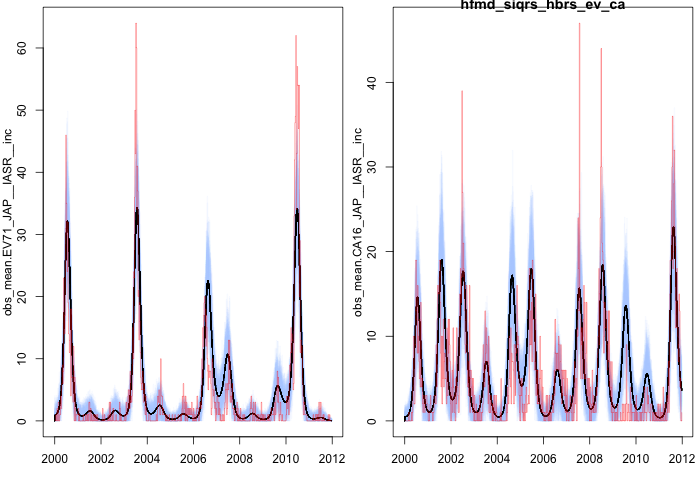 hfmd_siqrs_hbrs_ev_ca
obs_mean.EV71_JAP__IASR__inc
0
10
20
30
40
50
60
2000 2002 2004 2006 2008 2010 2012
obs_mean.CA16_JAP__IASR__inc
0
10
20
30
40
2000 2002 2004 2006 2008 2010 2012